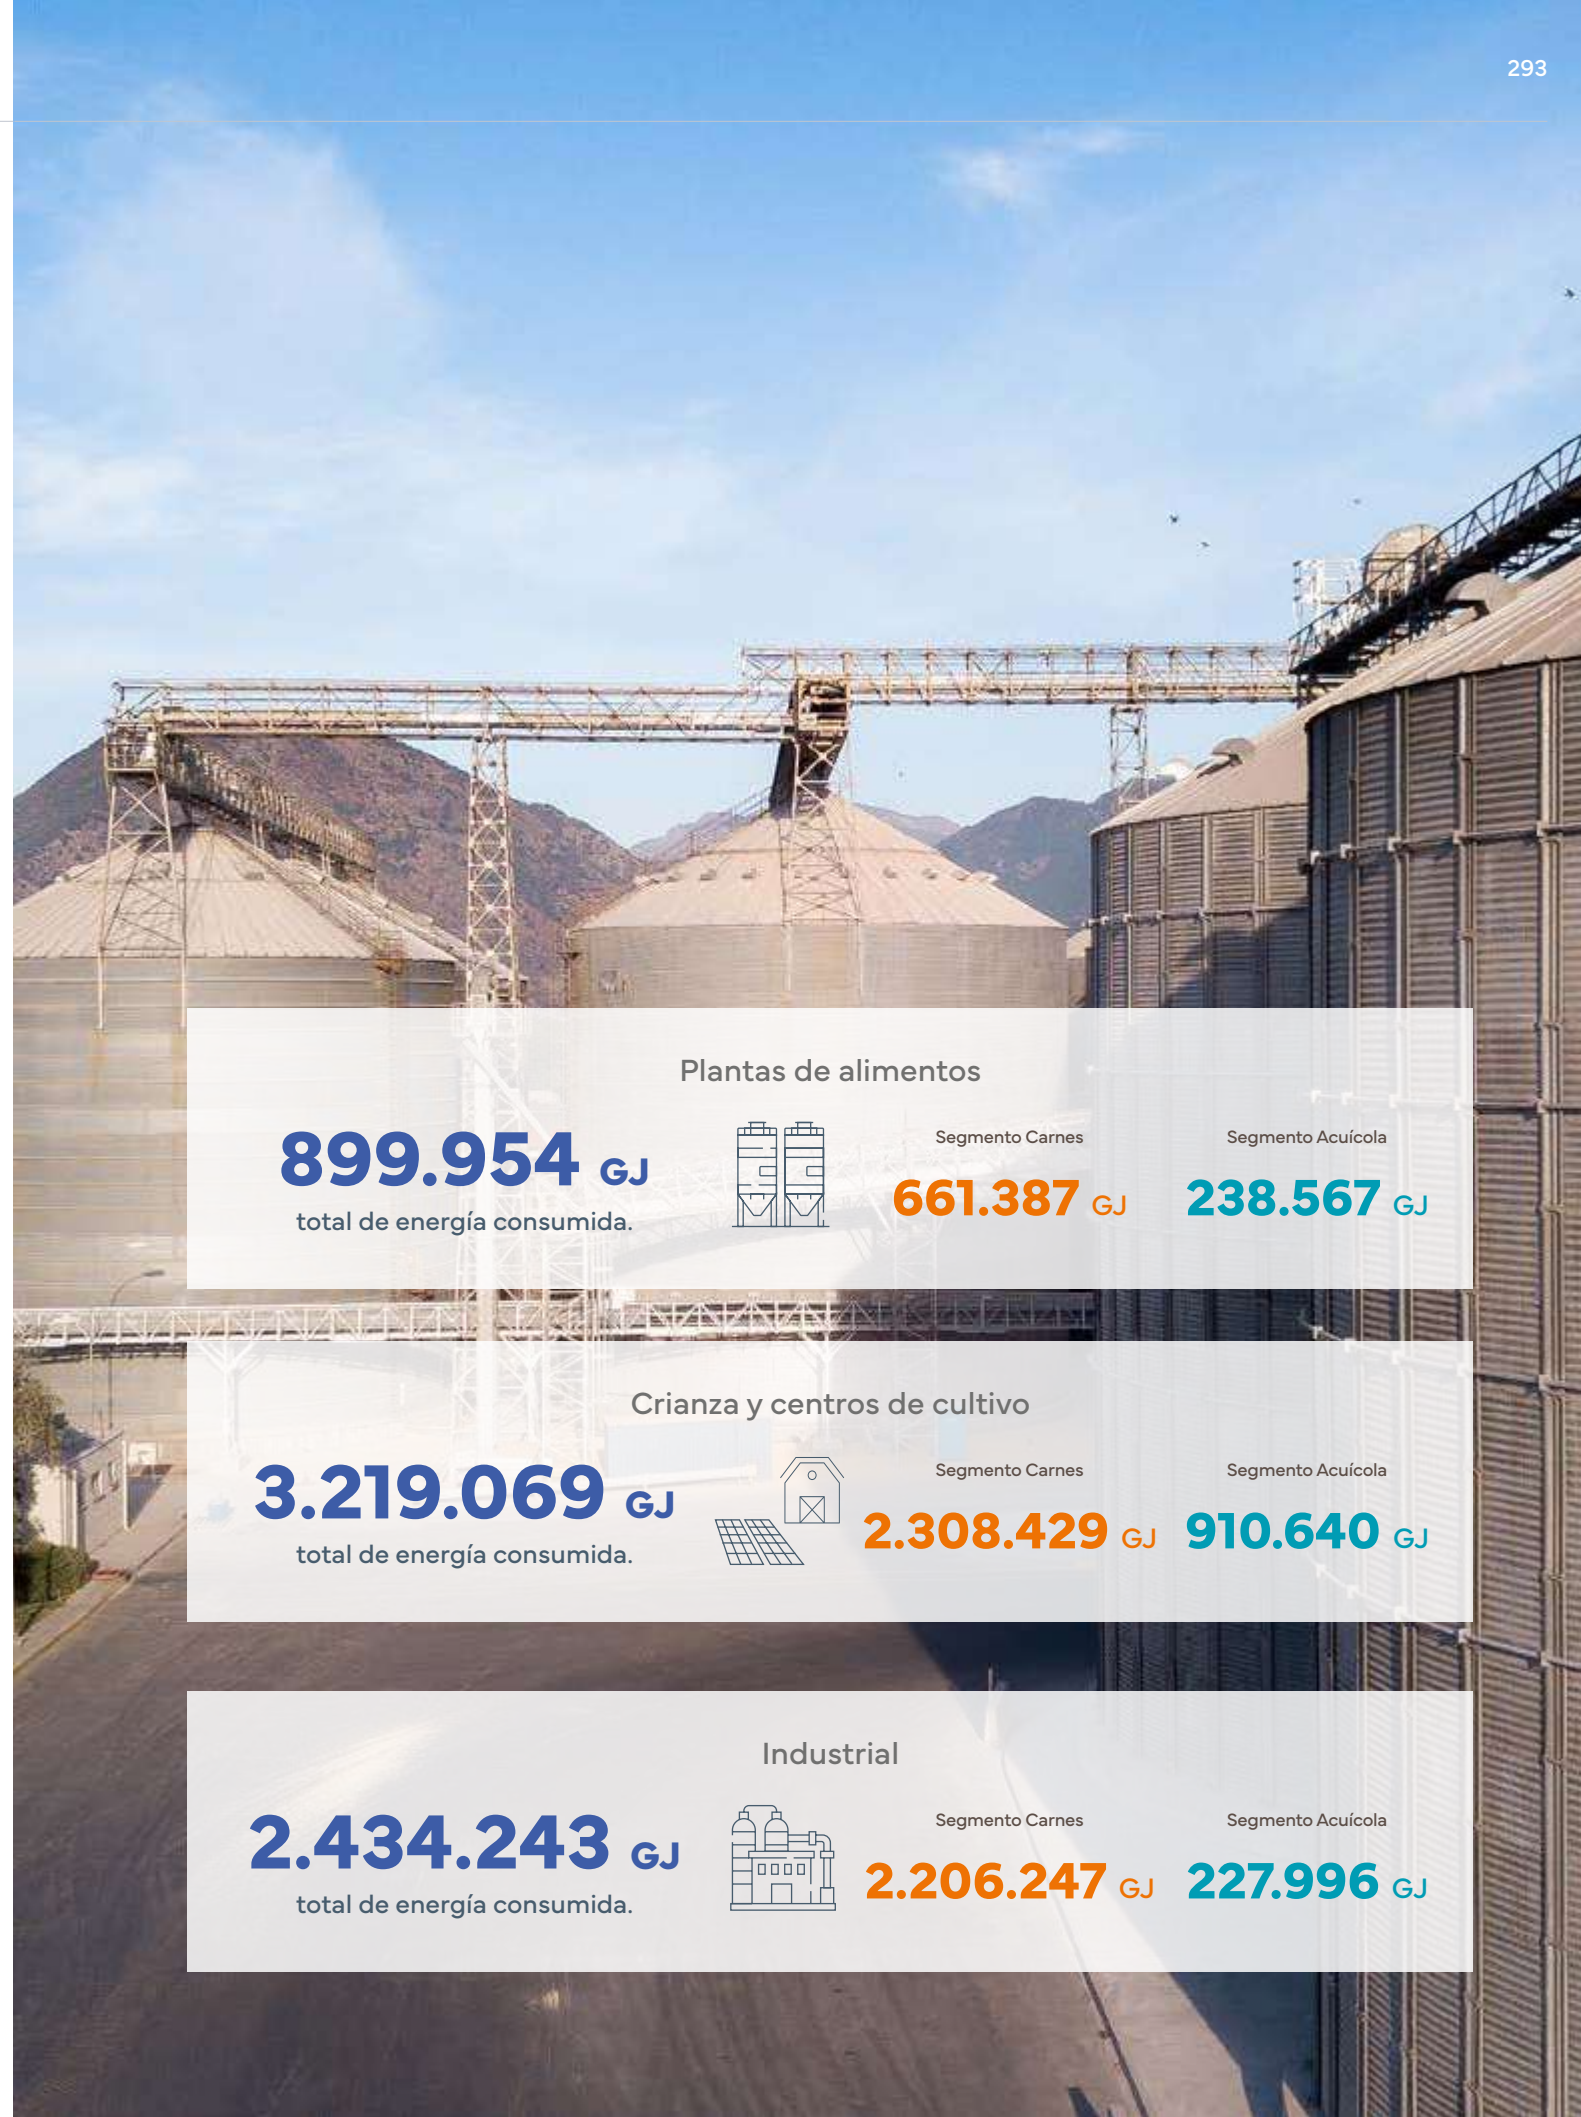 293
Plantas de alimentos
899.954 GJ
total de energía consumida.
Segmento Carnes
661.387 GJ
Segmento Acuícola
238.567 GJ
Crianza y centros de cultivo
3.219.069 GJ
total de energía consumida.
Segmento Carnes
2.308.429 GJ
Segmento Acuícola
910.640 GJ
Industrial
2.434.243 GJ
total de energía consumida.
Segmento Carnes
2.206.247 GJ
Segmento Acuícola
227.996 GJ